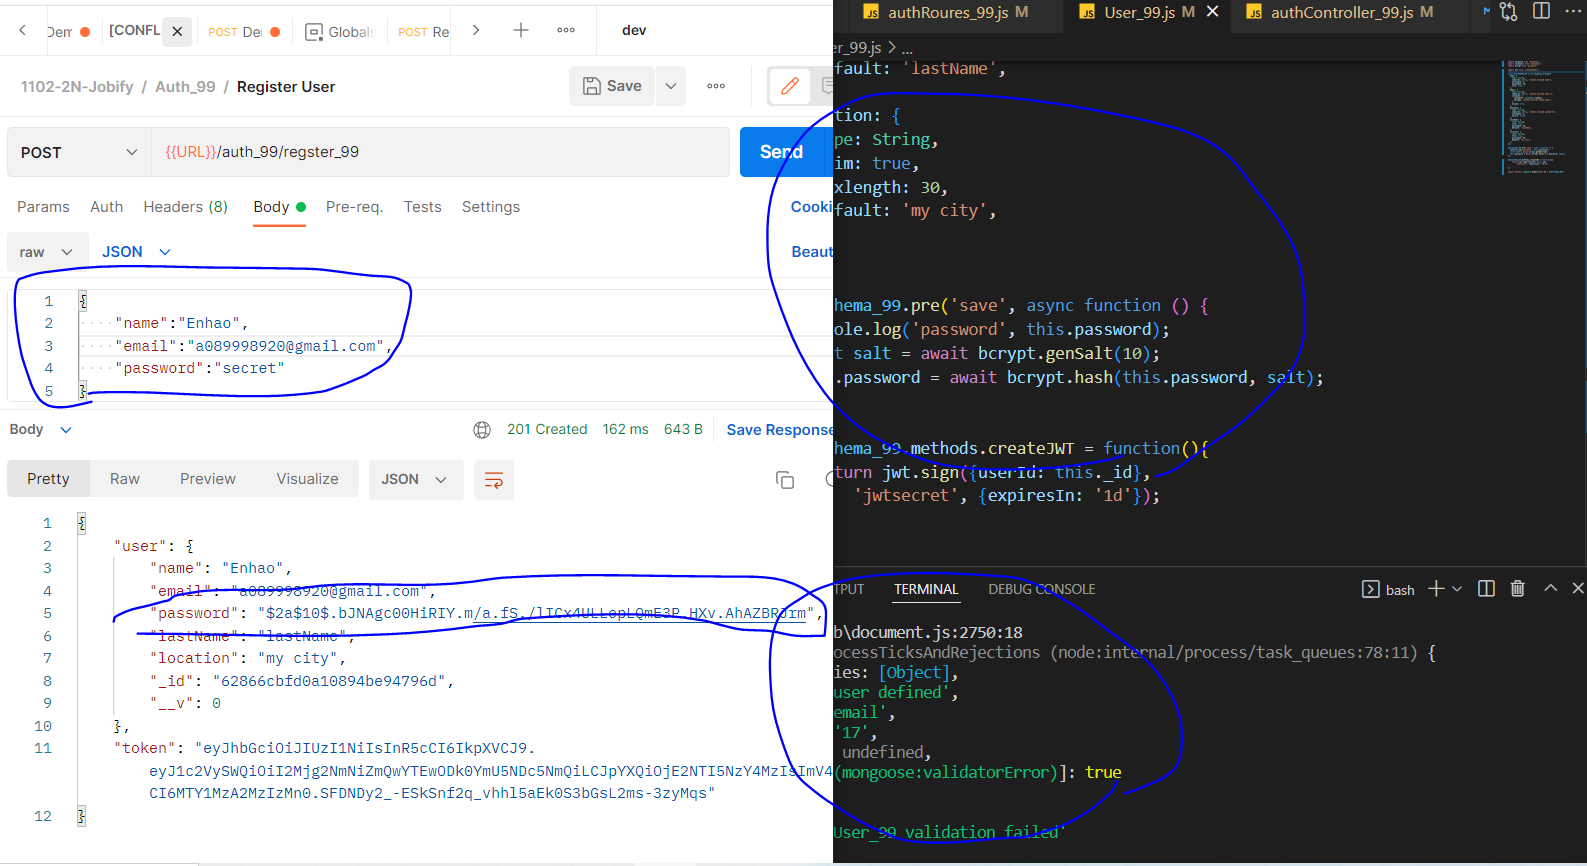 Dem
[CONFL
POST De
Globals
POST Re
dev
1102-2N-Jobify / Auth_99 / Register User
Save
POST
{{URL}}/auth_99/regster_99
Send
Params Auth Headers (8) Body Pre-req. Tests Settings
Cooki
raw
JSON
Beaut
1 {
2 "name":"Enhao",
3 "email":"a089998920@gmail.com",
4 "password":"secret"
5 }
Body
201 Created 162 ms 643 B Save Response
Pretty Raw Preview Visualize JSON
1 {
2 "user": {
3 "name": "Enhao",
4 "email": "a089998920@gmail.com",
5 "password": "$2a$10$.bJNAgc00HiRIY.m/a.fS./lICx4ULLopLQmE3P.HXv.AhAZBRJrm",
6 "lastName": "lastName",
7 "location": "my city",
8 "_id": "62866cbfd0a10894be94796d",
9 "__v": 0
10 },
11 "token": "eyJhbGciOiJIUzI1NiIsInR5cCI6IkpXVCJ9.
eyJ1c2VySWQiOiI2Mjg2NmNiZmQwYTEwODk0YmU5NDc5NmQiLCJpYXQiOjE2NTI5NzY4MzIsImV4
CI6MTY1MzA2MzIzMn0.SFDNDy2_-ESkSnf2q_vhhl5aEk0S3bGsL2ms-3zyMqs"
12 }
authRoures_99.js M
User_99.js M
authController_99.js M
er_99.js > ...
fault: 'lastName',
tion: {
pe: String,
im: true,
xlength: 30,
fault: 'my city',
hema_99.pre('save', async function () {
ole.log('password', this.password);
t salt = await bcrypt.genSalt(10);
.password = await bcrypt.hash(this.password, salt);
hema_99.methods.createJWT = function(){
turn jwt.sign({userId: this._id},
'jwtsecret', {expiresIn: '1d'});
TPUT TERMINAL DEBUG CONSOLE
bash
b\document.js:2750:18
ocessTicksAndRejections (node:internal/process/task_queues:78:11) {
ies: [Object],
user defined',
email',
'17',
undefined,
(mongoose:validatorError)]: true
User_99 validation failed'